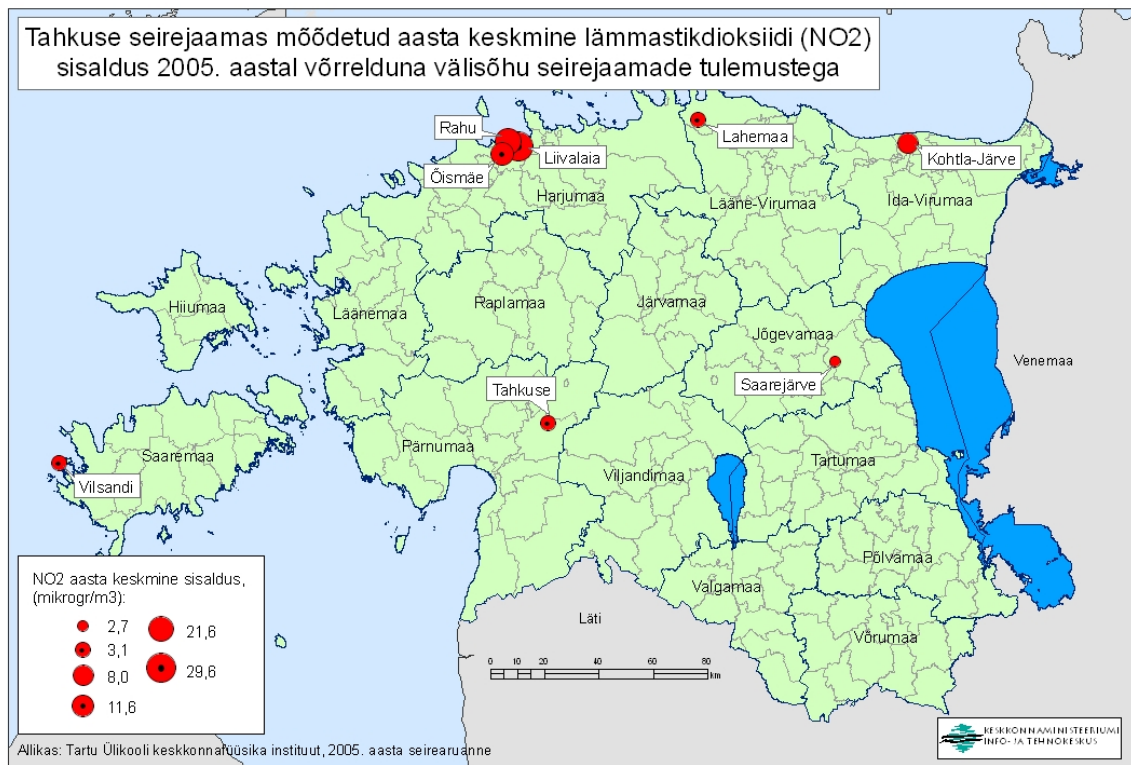 Tahkuse seirejaamas mõõdetud aasta keskmine lämmastikdioksiidi (NO2)
sisaldus 2005. aastal võrrelduna välisõhu seirejaamade tulemustega
Rahu
Lahemaa
Liivalaia
Kohtla-Järve
Õismäe
Harjumaa
Lääne-Virumaa
Ida-Virumaa
Hiiumaa
Läänemaa
Raplamaa
Järvamaa
Jõgevamaa
Venemaa
Saarejärve
Tahkuse
Pärnumaa
Saaremaa
Viljandimaa
Tartumaa
Vilsandi
Põlvamaa
Valgamaa
Läti
Võrumaa
NO2 aasta keskmine sisaldus,
(mikrogr/m3):
2,7
3,1
8,0
11,6
21,6
29,6
0 10 20 40 60 80
km
Allikas: Tartu Ülikooli keskkonnafüüsika instituut, 2005. aasta seirearuanne
KESKKONNAMINISTEERIUMI
INFO- JA TEHNOKESKUS